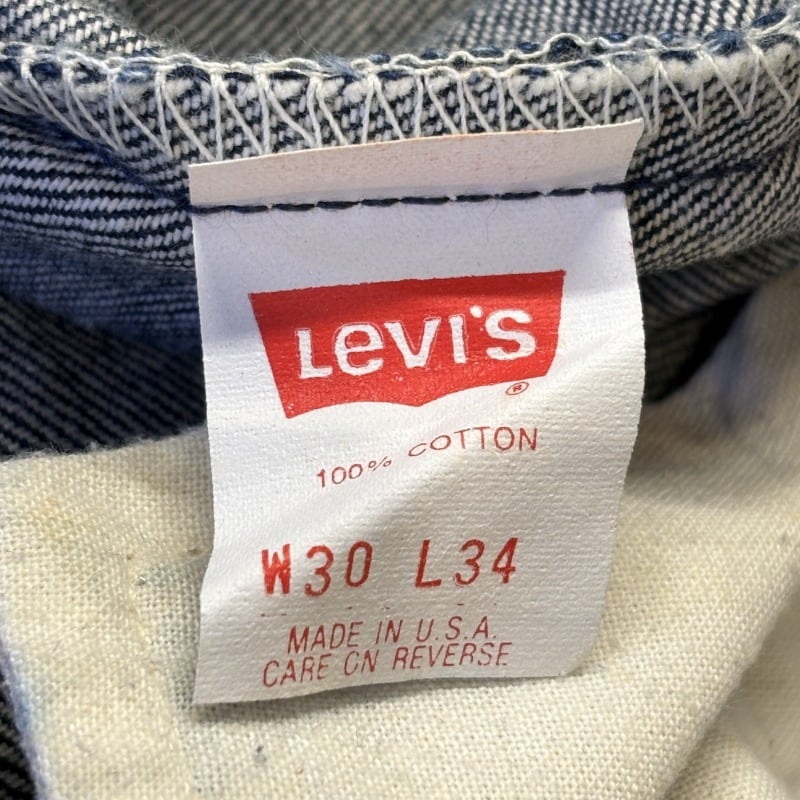 Levi's
®
100% COTTON
W30 L34
MADE IN U.S.A.
CARE ON REVERSE